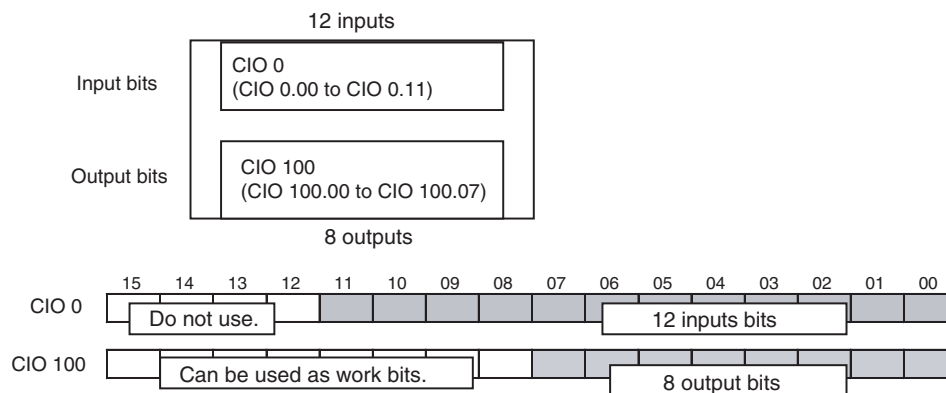 12 inputs
Input bits
CIO 0
(CIO 0.00 to CIO 0.11)
Output bits
CIO 100
(CIO 100.00 to CIO 100.07)
8 outputs
15 14 13 12 11 10 09 08 07 06 05 04 03 02 01 00
CIO 0
Do not use.
12 inputs bits
CIO 100
Can be used as work bits.
8 output bits